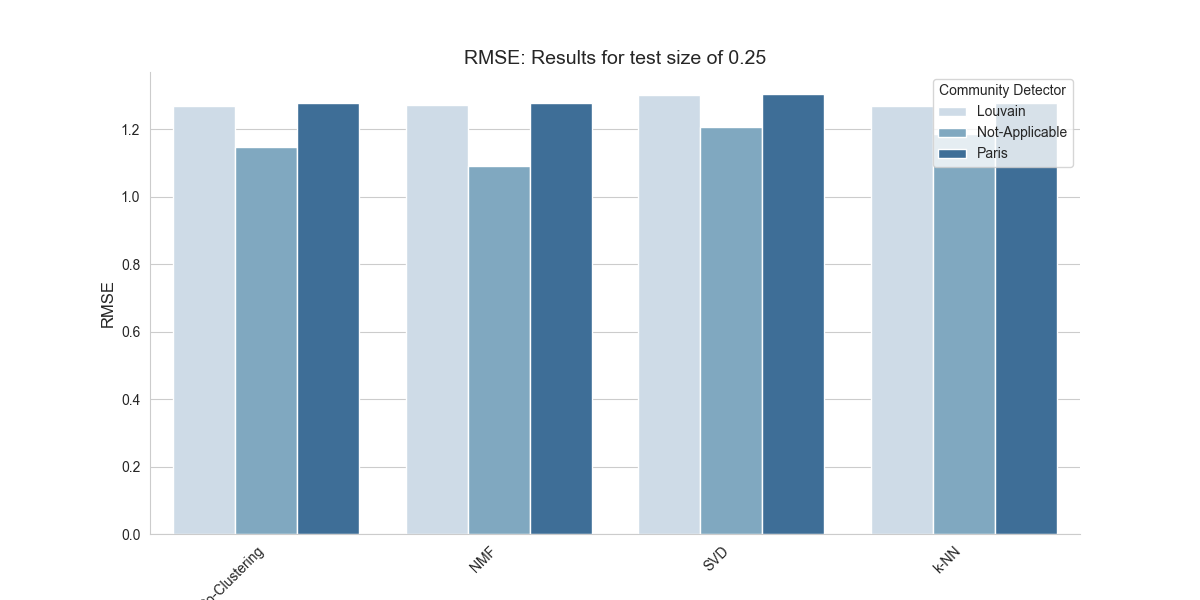 RMSE: Results for test size of 0.25
Community Detector
Louvain
Not-Applicable
Paris
RMSE
1.2
1.0
0.8
0.6
0.4
0.2
0.0
o-Clustering
NMF
SVD
k-NN